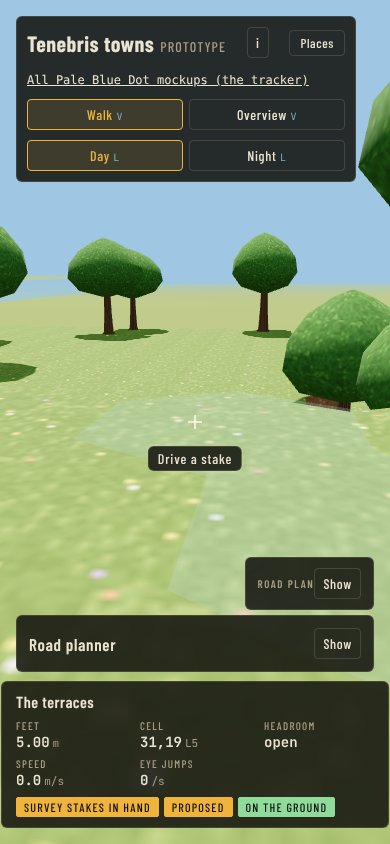 Tenebris towns PROTOTYPE i Places
All Pale Blue Dot mockups (the tracker)
Walk V Overview V
Day L Night L
Drive a stake
ROAD PLAN Show
Road planner Show
The terraces
FEET CELL HEADROOM
5.00 m 31,19 L5 open
SPEED EYE JUMPS
0.0 m/s 0 /s
SURVEY STAKES IN HAND PROPOSED ON THE GROUND